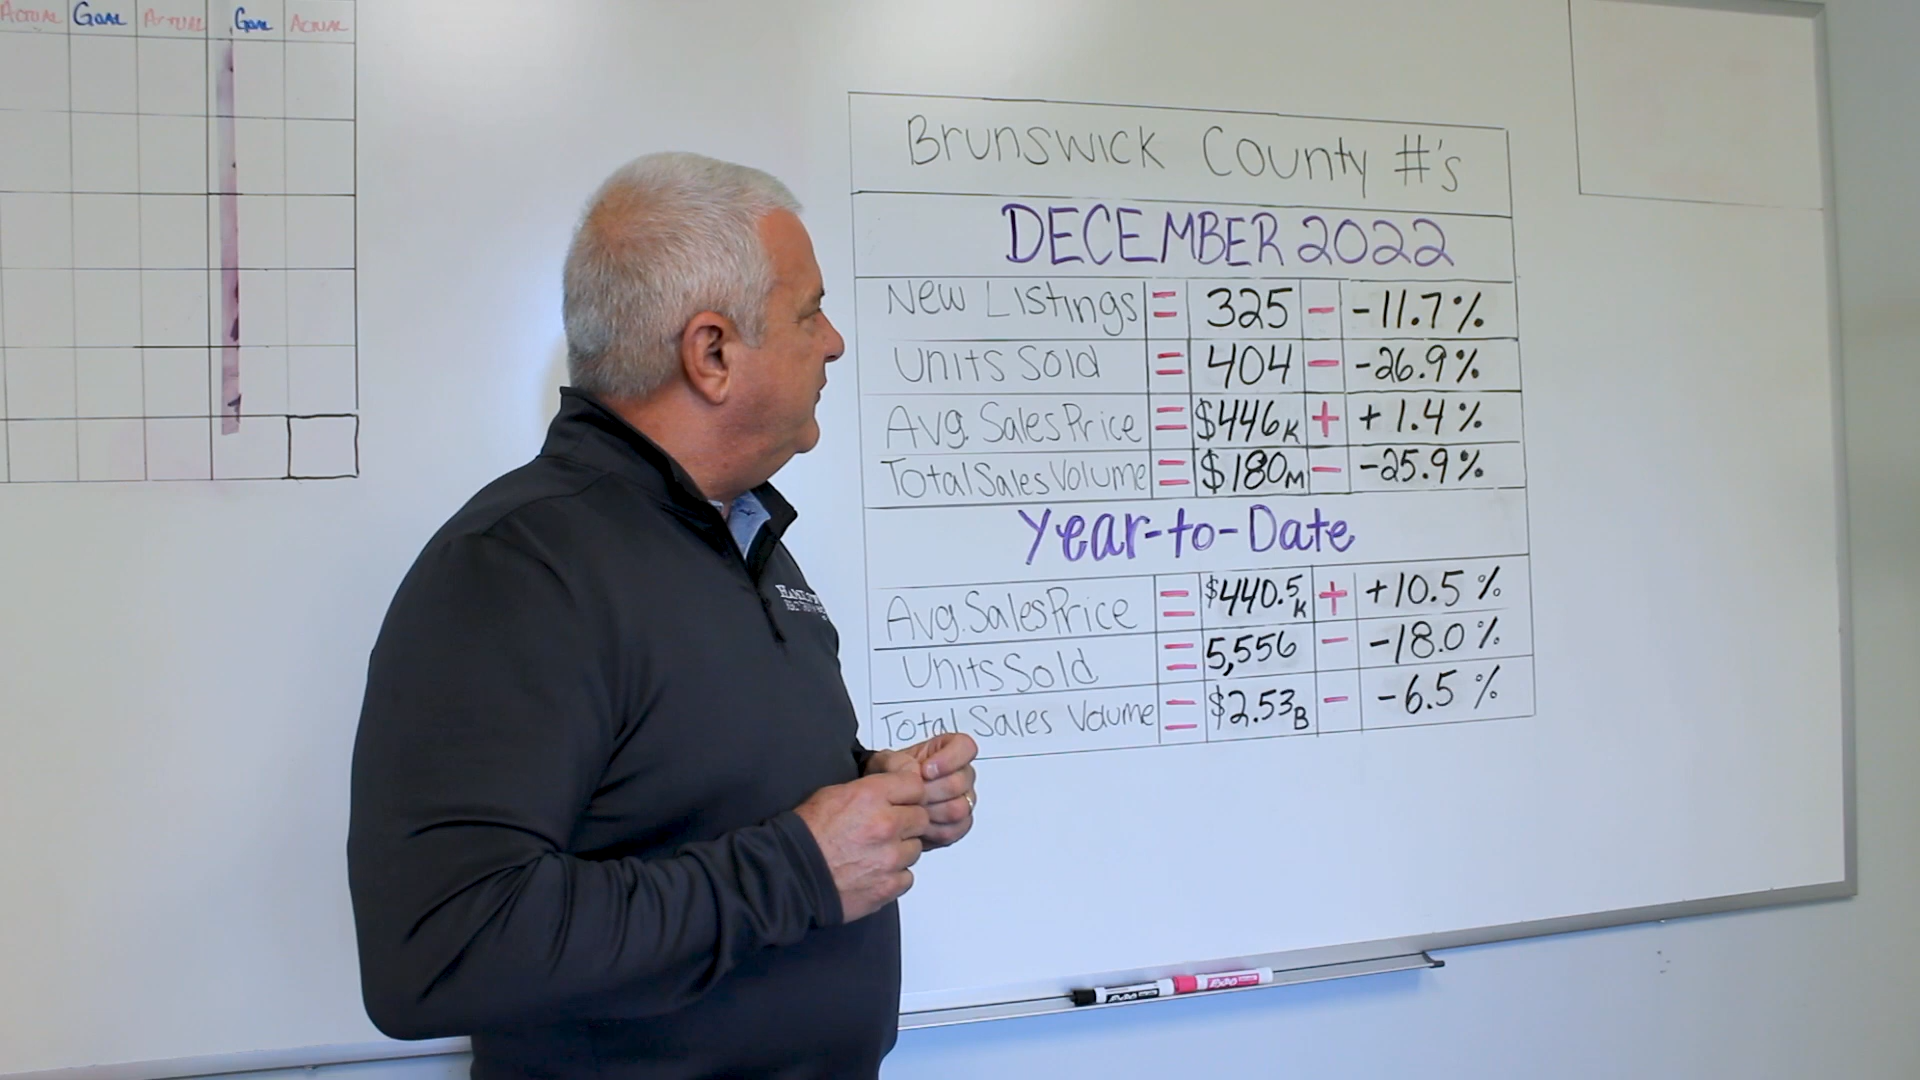 Actual Goal Actual Goal Actual
Brunswick County #'s
DECEMBER 2022
New Listings = 325 - -11.7%
Units Sold = 404 - -26.9%
Avg. Sales Price = $446K + +1.4%
Total Sales Volume = $180M - -25.9%
Year-to-Date
Avg. Sales Price = $440.5K + +10.5%
Units Sold = 5,556 - -18.0%
Total Sales Volume = $2.53B - -6.5%
EXPO